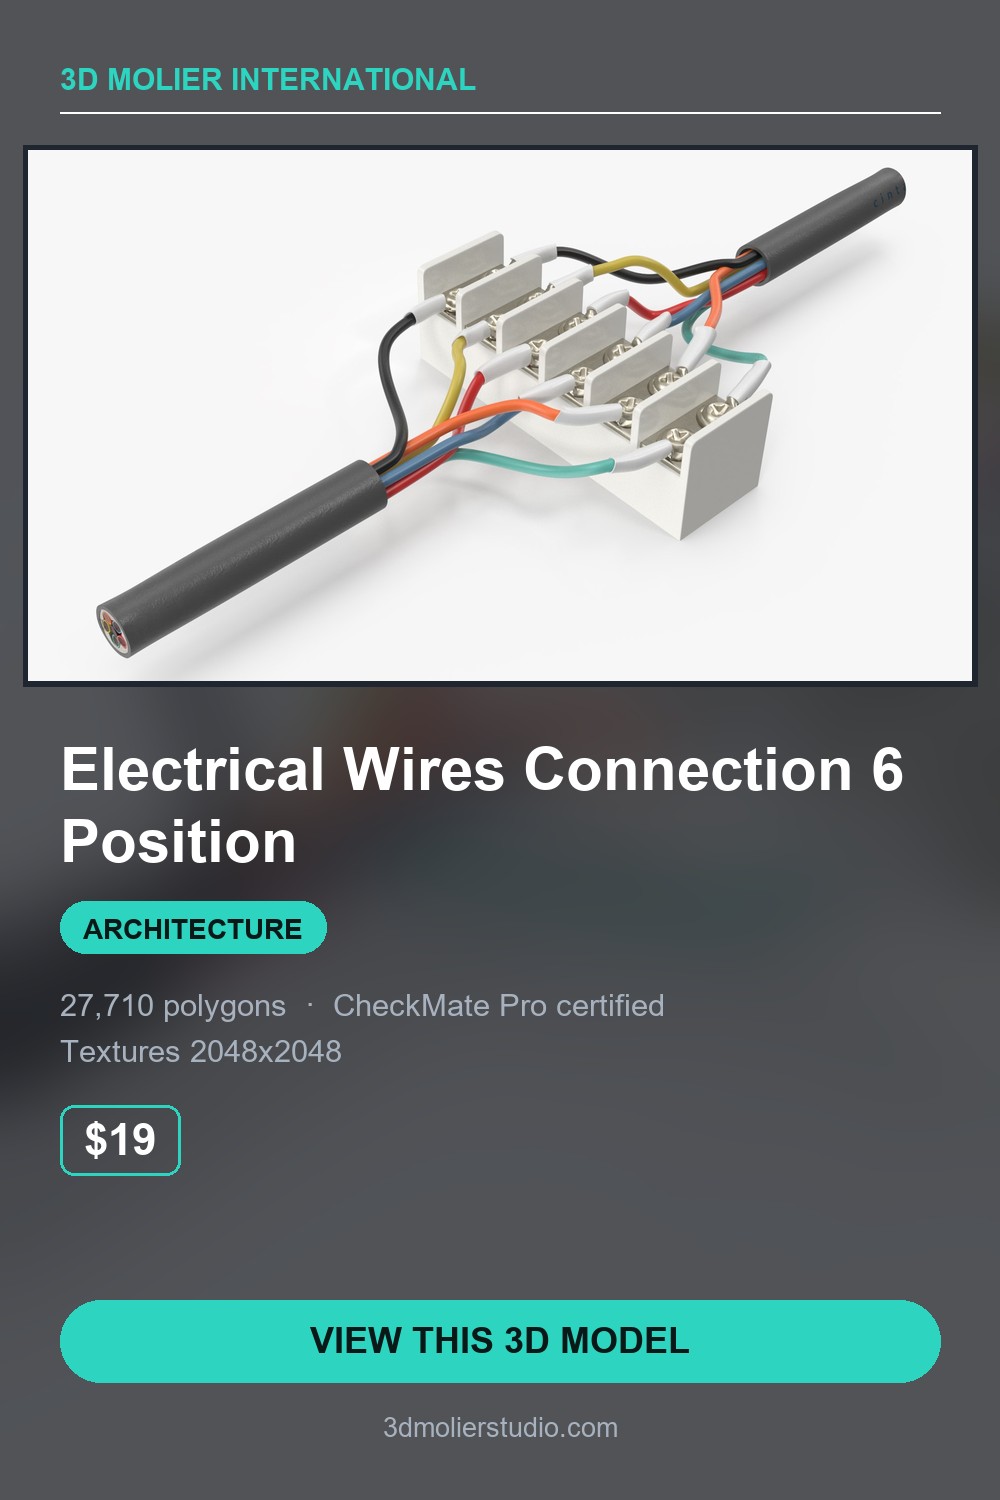 3D MOLIER INTERNATIONAL
Electrical Wires Connection 6
Position
ARCHITECTURE
27,710 polygons · CheckMate Pro certified
Textures 2048x2048
$19
VIEW THIS 3D MODEL
3dmolierstudio.com